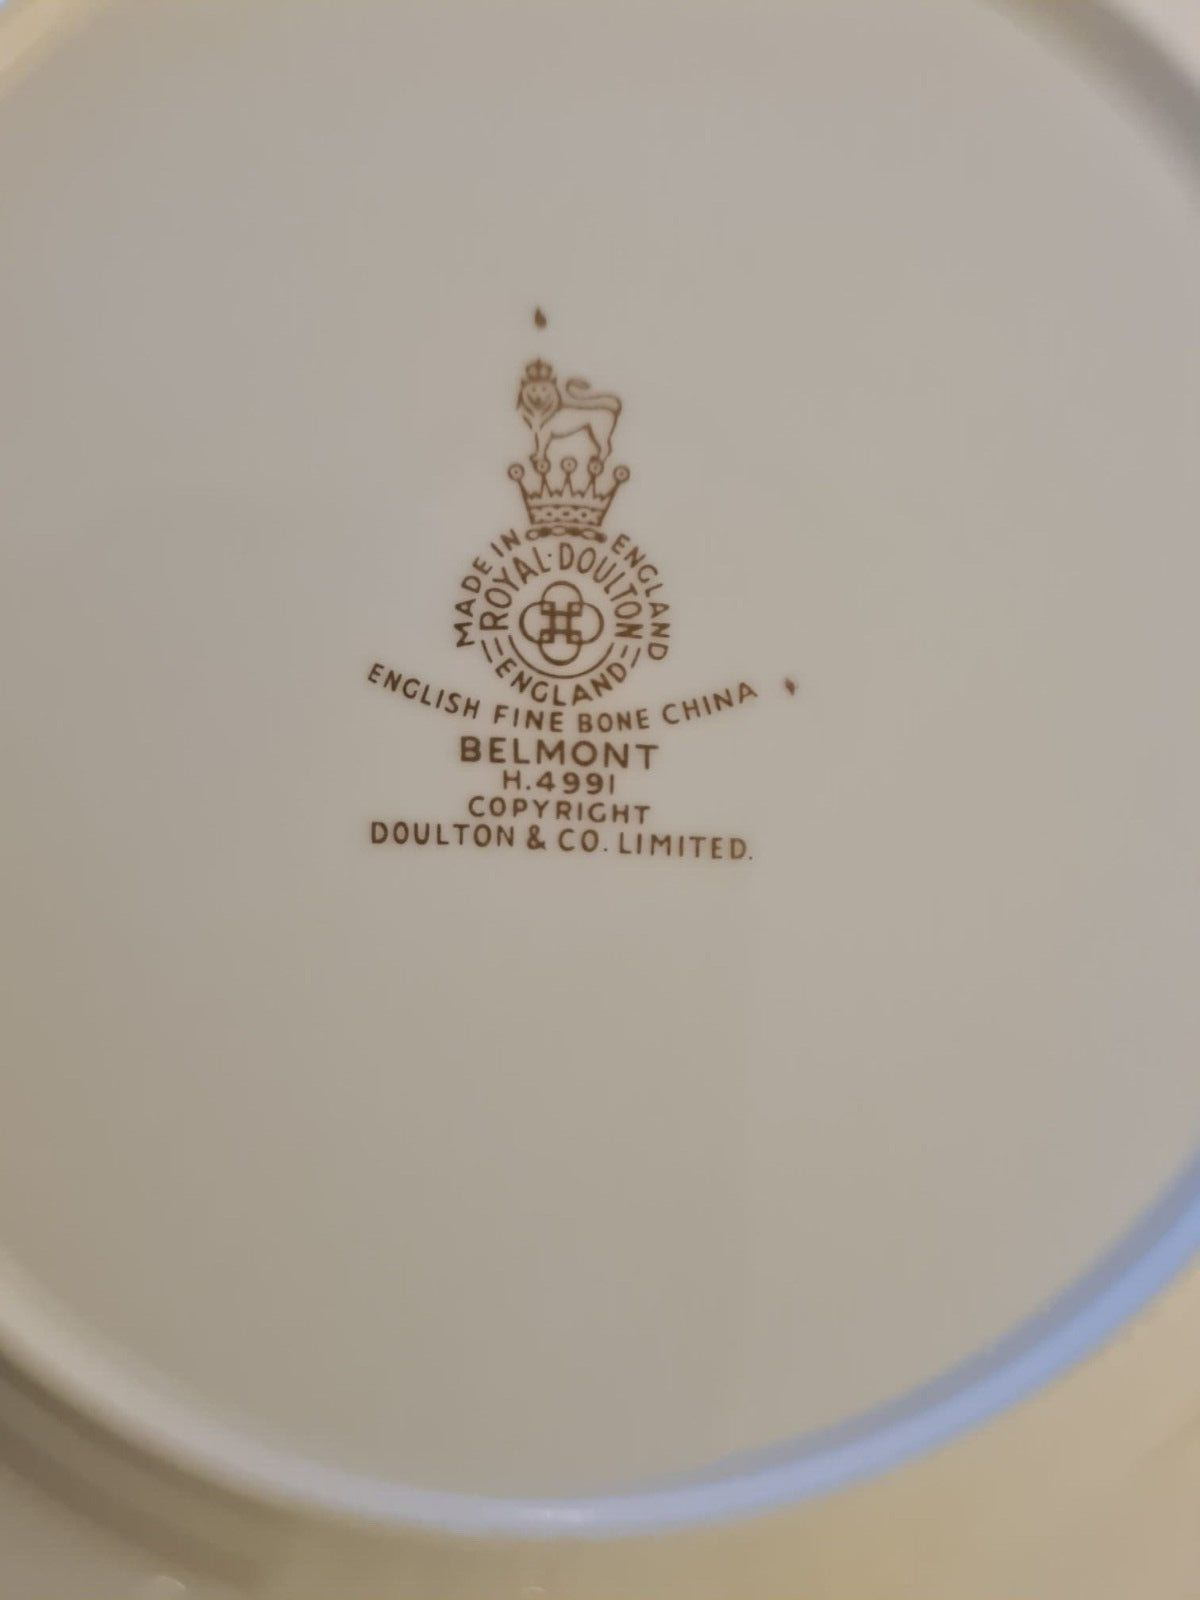 MADE IN ENGLAND
ROYAL·DOULTON
ENGLAND
ENGLISH FINE BONE CHINA
BELMONT
H.4991
COPYRIGHT
DOULTON & CO. LIMITED.